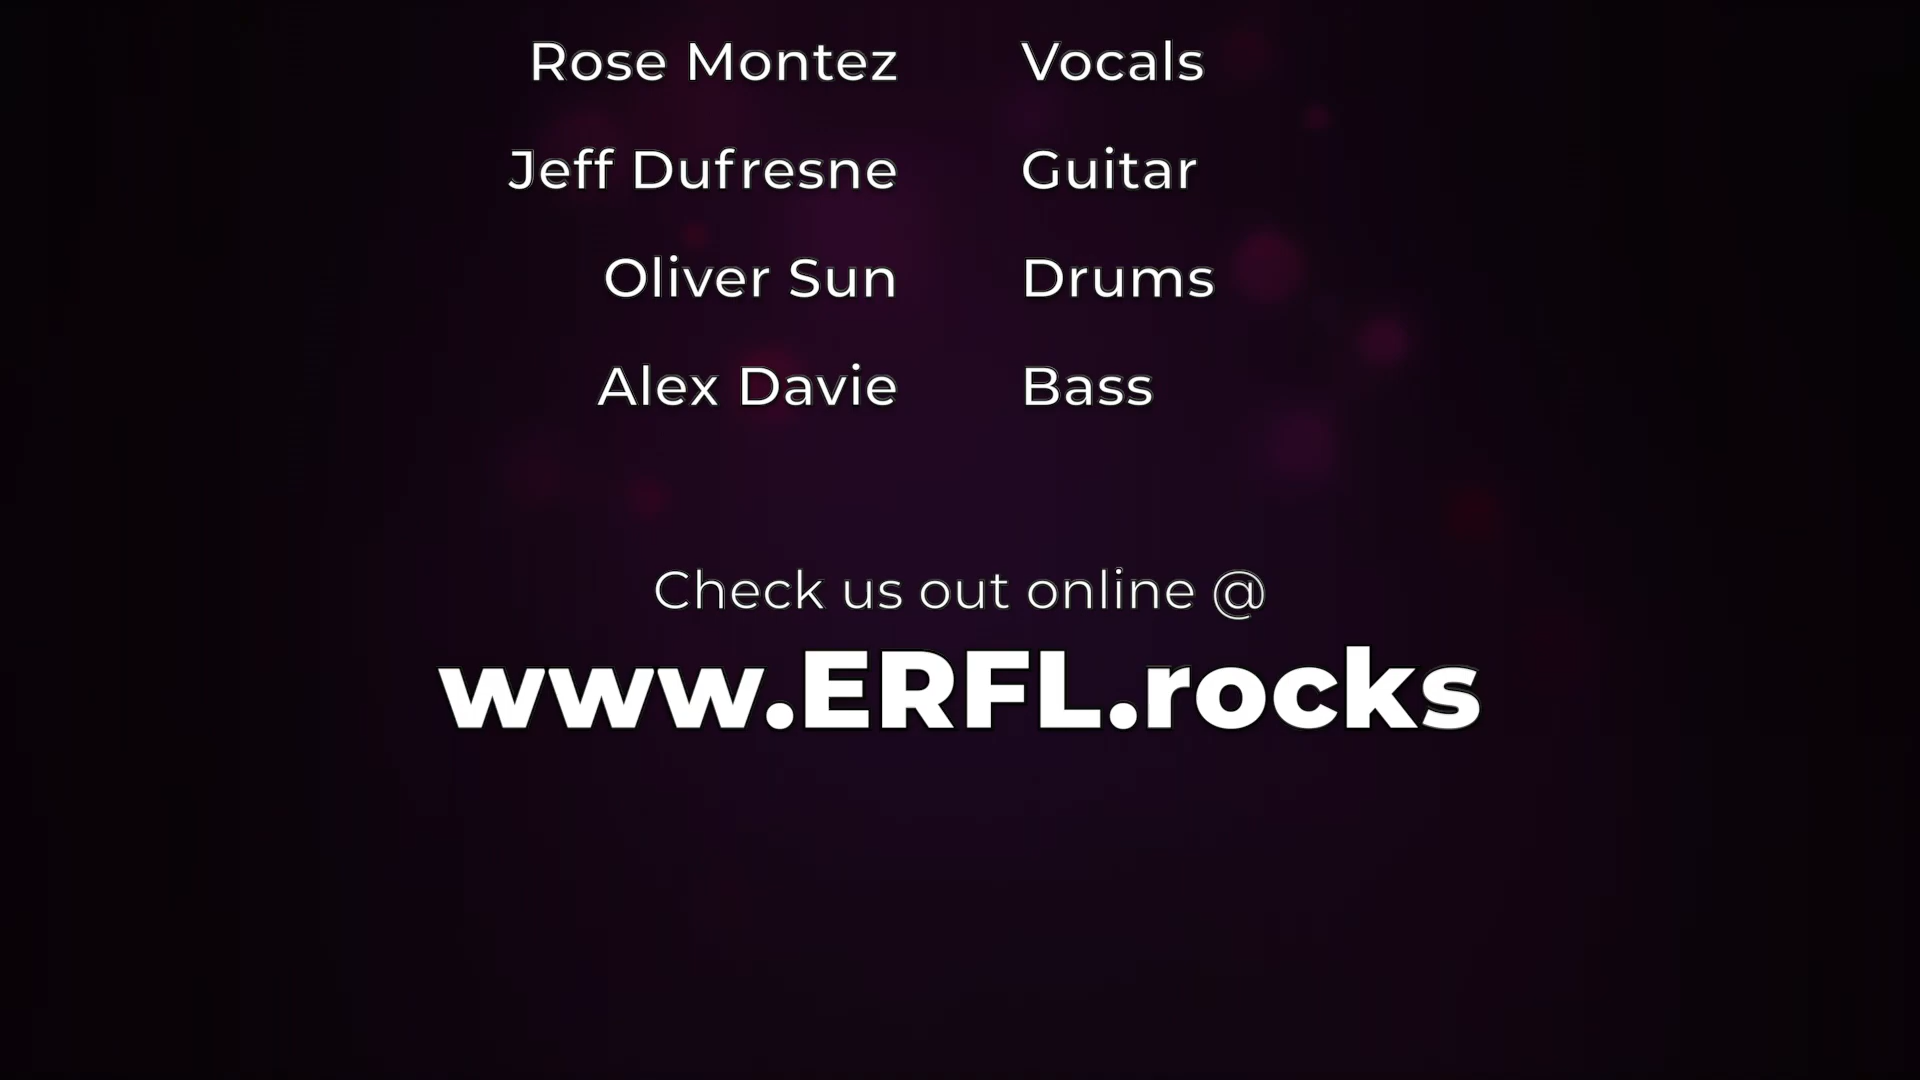 Rose Montez Vocals
Jeff Dufresne Guitar
Oliver Sun Drums
Alex Davie Bass
Check us out online @
www.ERFL.rocks